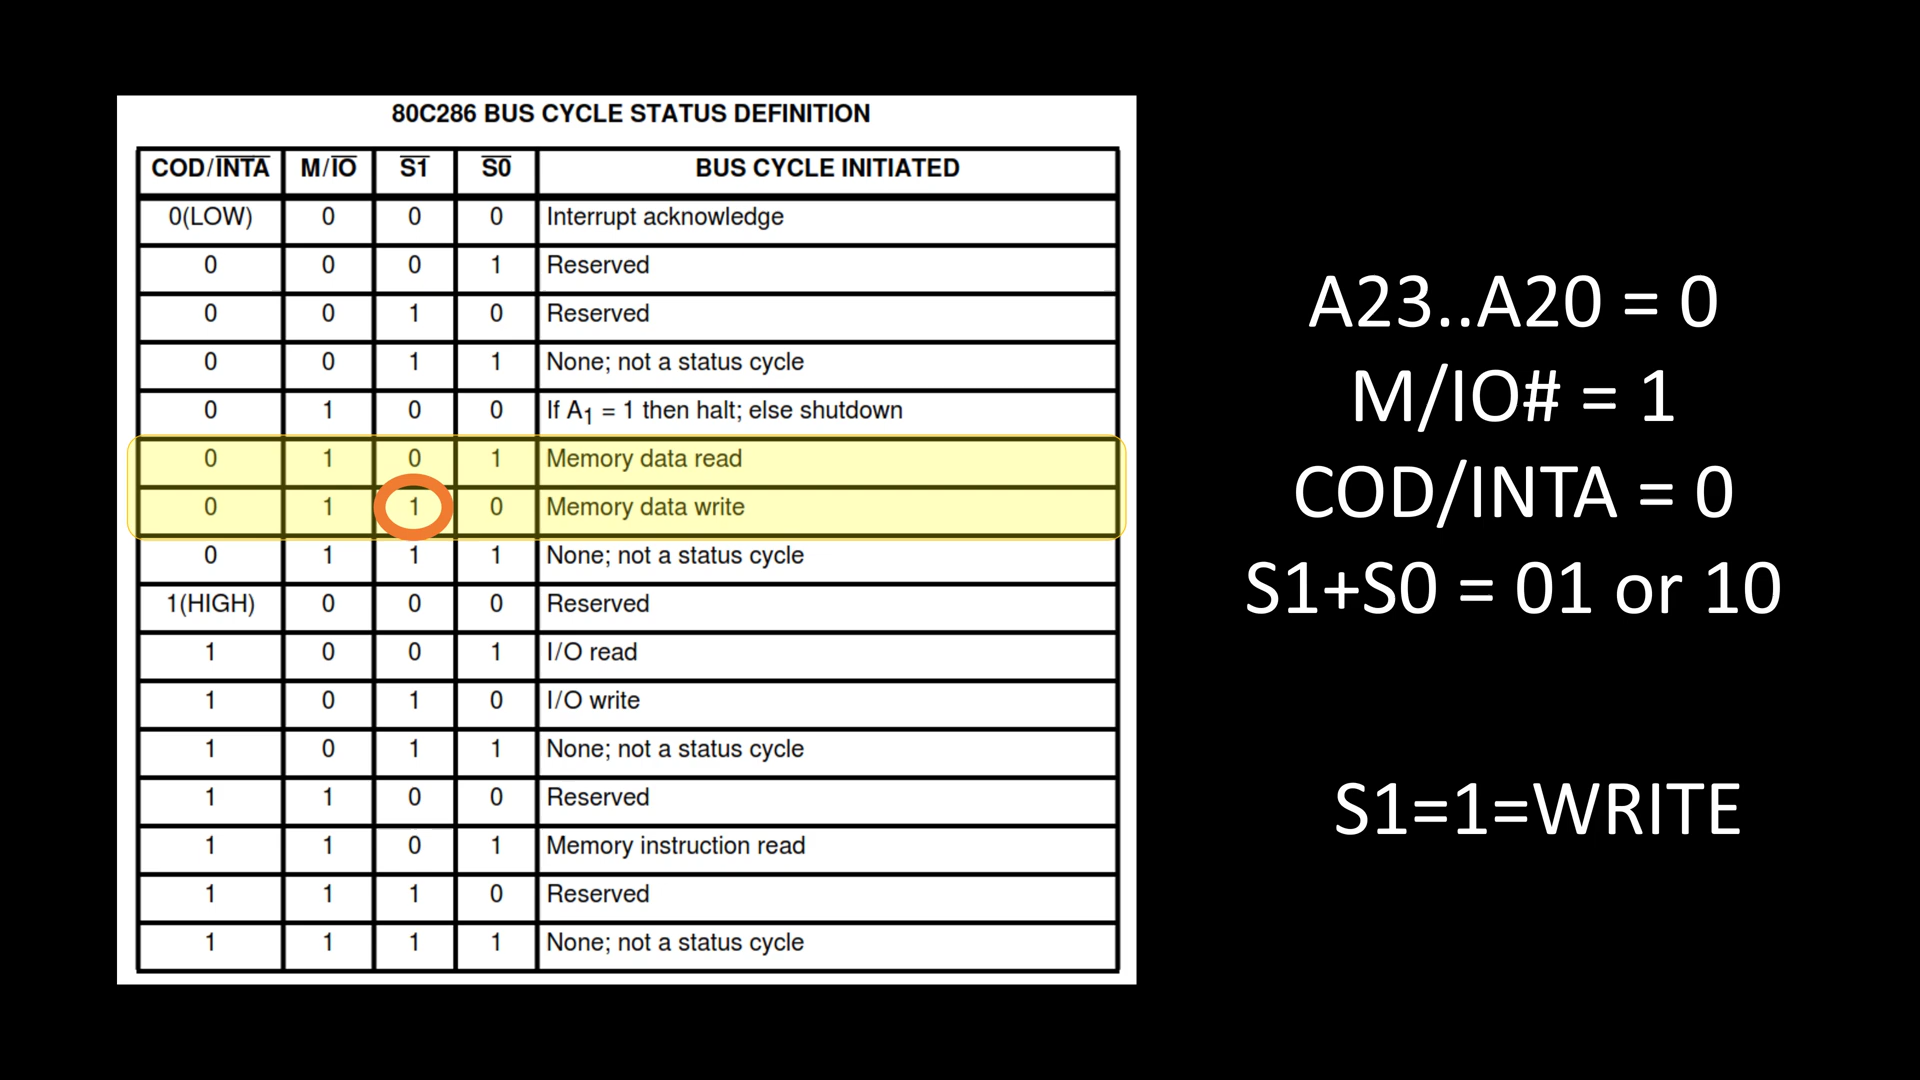 80C286 BUS CYCLE STATUS DEFINITION
COD/INTA M/IO S1 S0 BUS CYCLE INITIATED
0(LOW) 0 0 0 Interrupt acknowledge
0 0 0 1 Reserved
0 0 1 0 Reserved
0 0 1 1 None; not a status cycle
0 1 0 0 If A1 = 1 then halt; else shutdown
0 1 0 1 Memory data read
0 1 1 0 Memory data write
0 1 1 1 None; not a status cycle
1(HIGH) 0 0 0 Reserved
1 0 0 1 I/O read
1 0 1 0 I/O write
1 0 1 1 None; not a status cycle
1 1 0 0 Reserved
1 1 0 1 Memory instruction read
1 1 1 0 Reserved
1 1 1 1 None; not a status cycle
A23..A20 = 0
M/IO# = 1
COD/INTA = 0
S1+S0 = 01 or 10
S1=1=WRITE